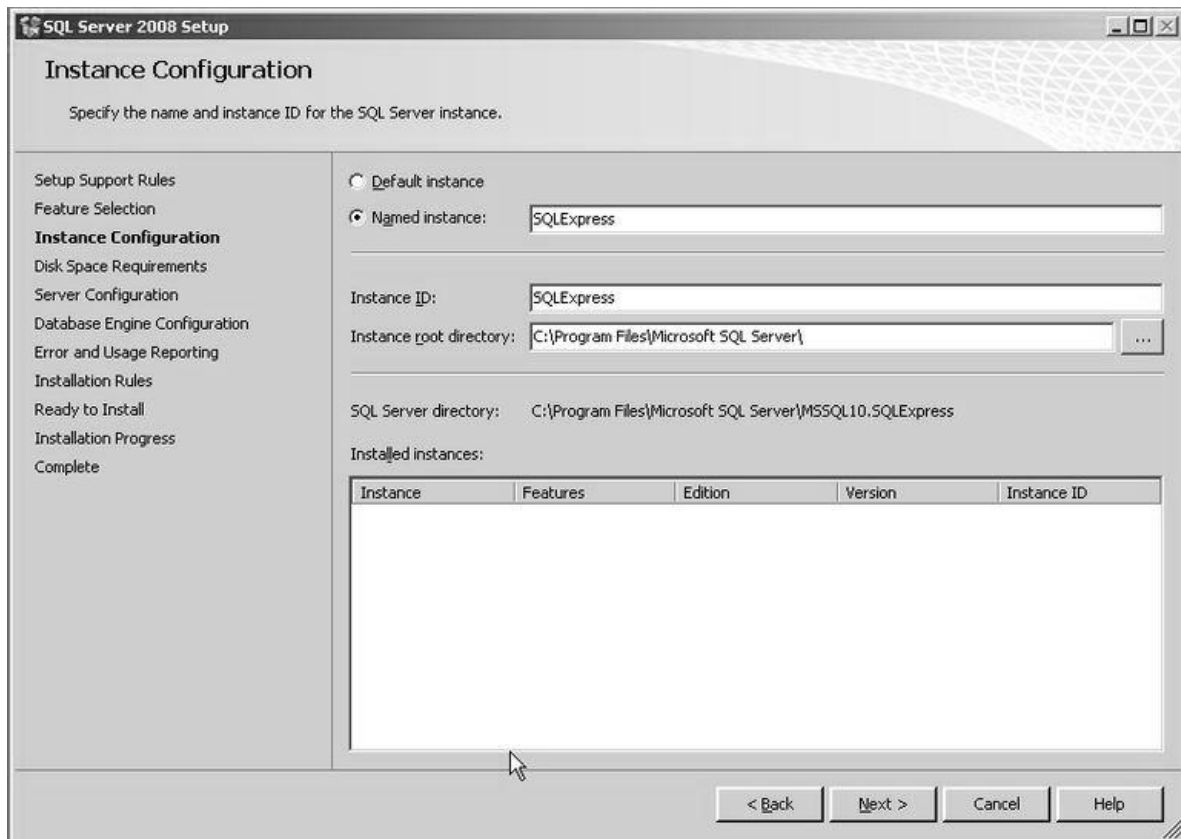 SQL Server 2008 Setup
Instance Configuration
Specify the name and instance ID for the SQL Server instance.
Setup Support Rules
Feature Selection
Instance Configuration
Disk Space Requirements
Server Configuration
Database Engine Configuration
Error and Usage Reporting
Installation Rules
Ready to Install
Installation Progress
Complete
Default instance
Named instance: SQLExpress
Instance ID: SQLExpress
Instance root directory: C:\Program Files\Microsoft SQL Server\ ...
SQL Server directory: C:\Program Files\Microsoft SQL Server\MSSQL10.SQLExpress
Installed instances:
Instance Features Edition Version Instance ID
< Back Next > Cancel Help